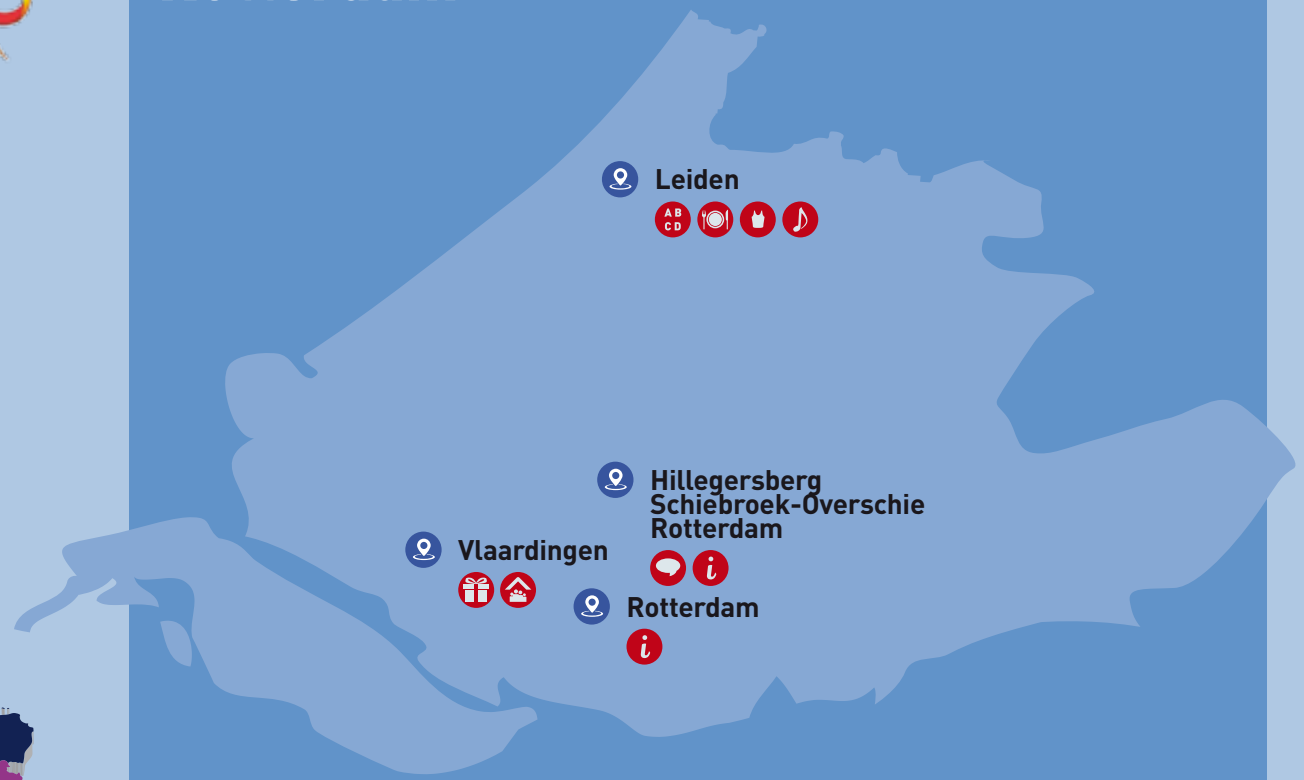 Leiden
A B
C D
Hillegersberg
Schiebroek-Overschie
Rotterdam
i
Vlaardingen
Rotterdam
i